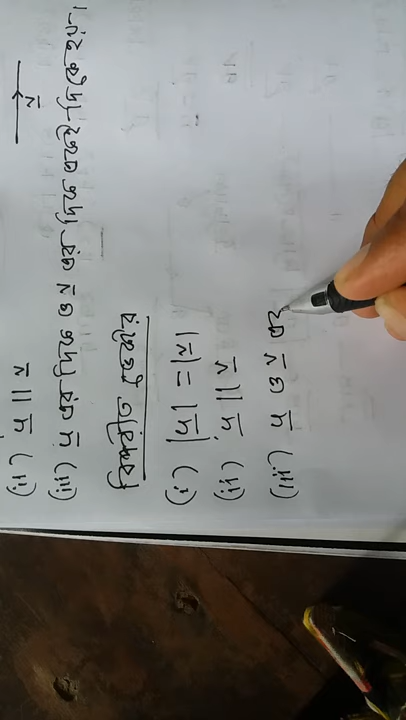 v
(ii) u || v
(iii) u এর দিক ও v এর দিক একই দিকে হবে।
বিপরীত ভেক্টর
(i) |u| = |v|
(ii) u || v
(iii) u ও v এর